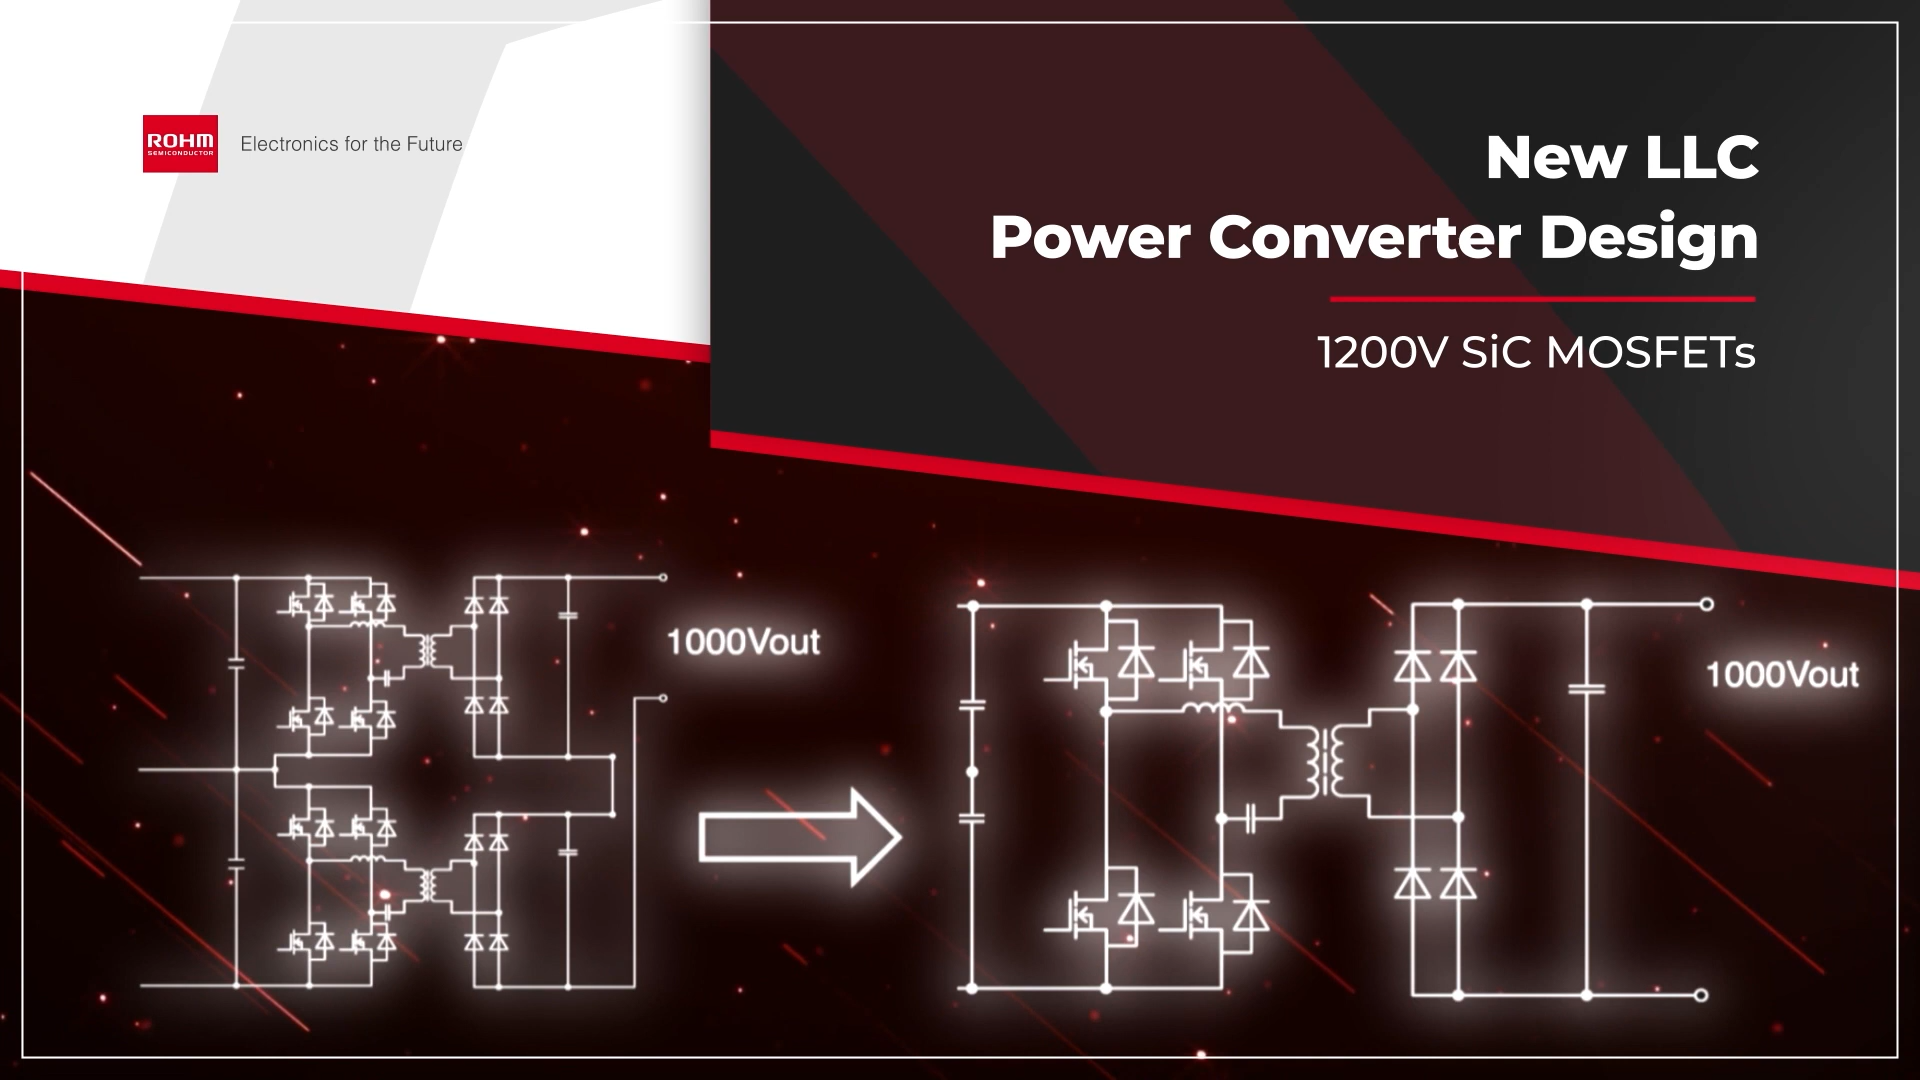 ROHM
SEMICONDUCTOR
Electronics for the Future
New LLC
Power Converter Design
1200V SiC MOSFETs
1000Vout
1000Vout